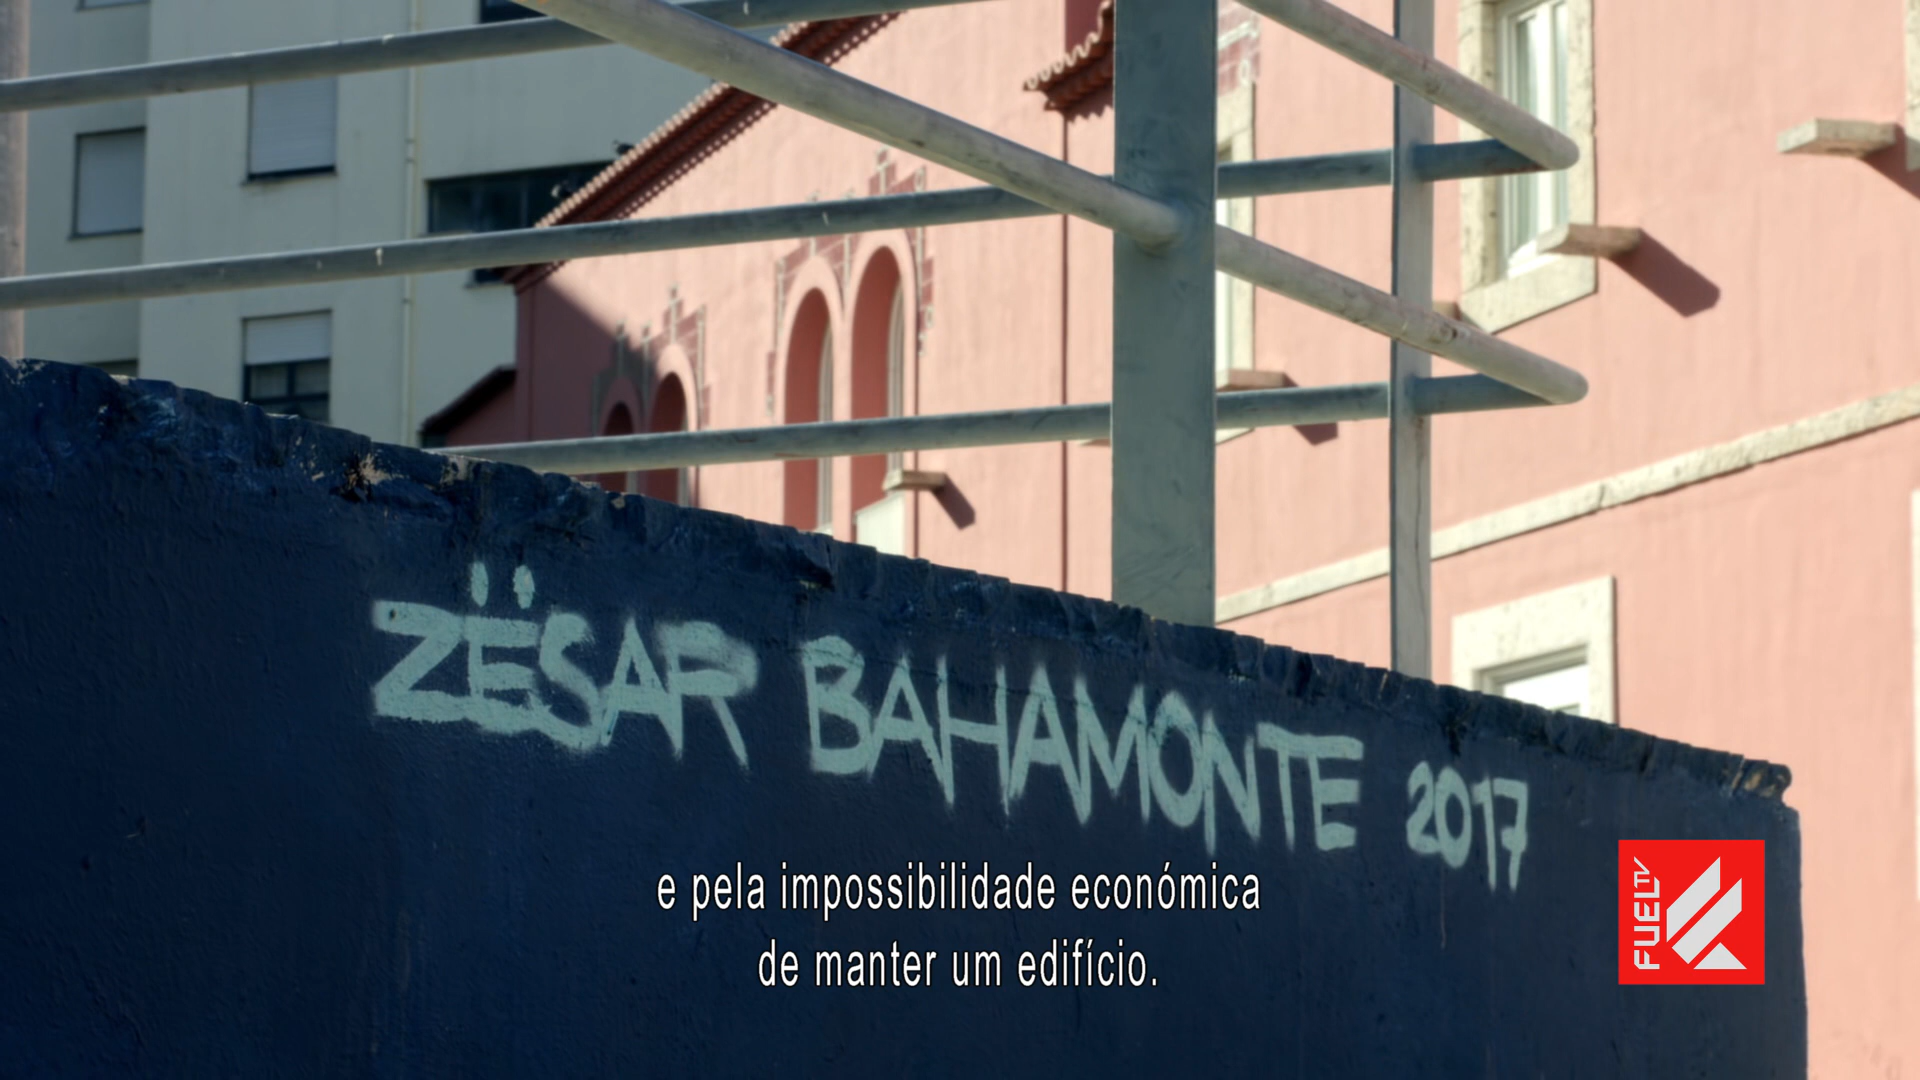 ZËSAR BAHAMONTE 2017
e pela impossibilidade económica
de manter um edifício.
FUEL TV